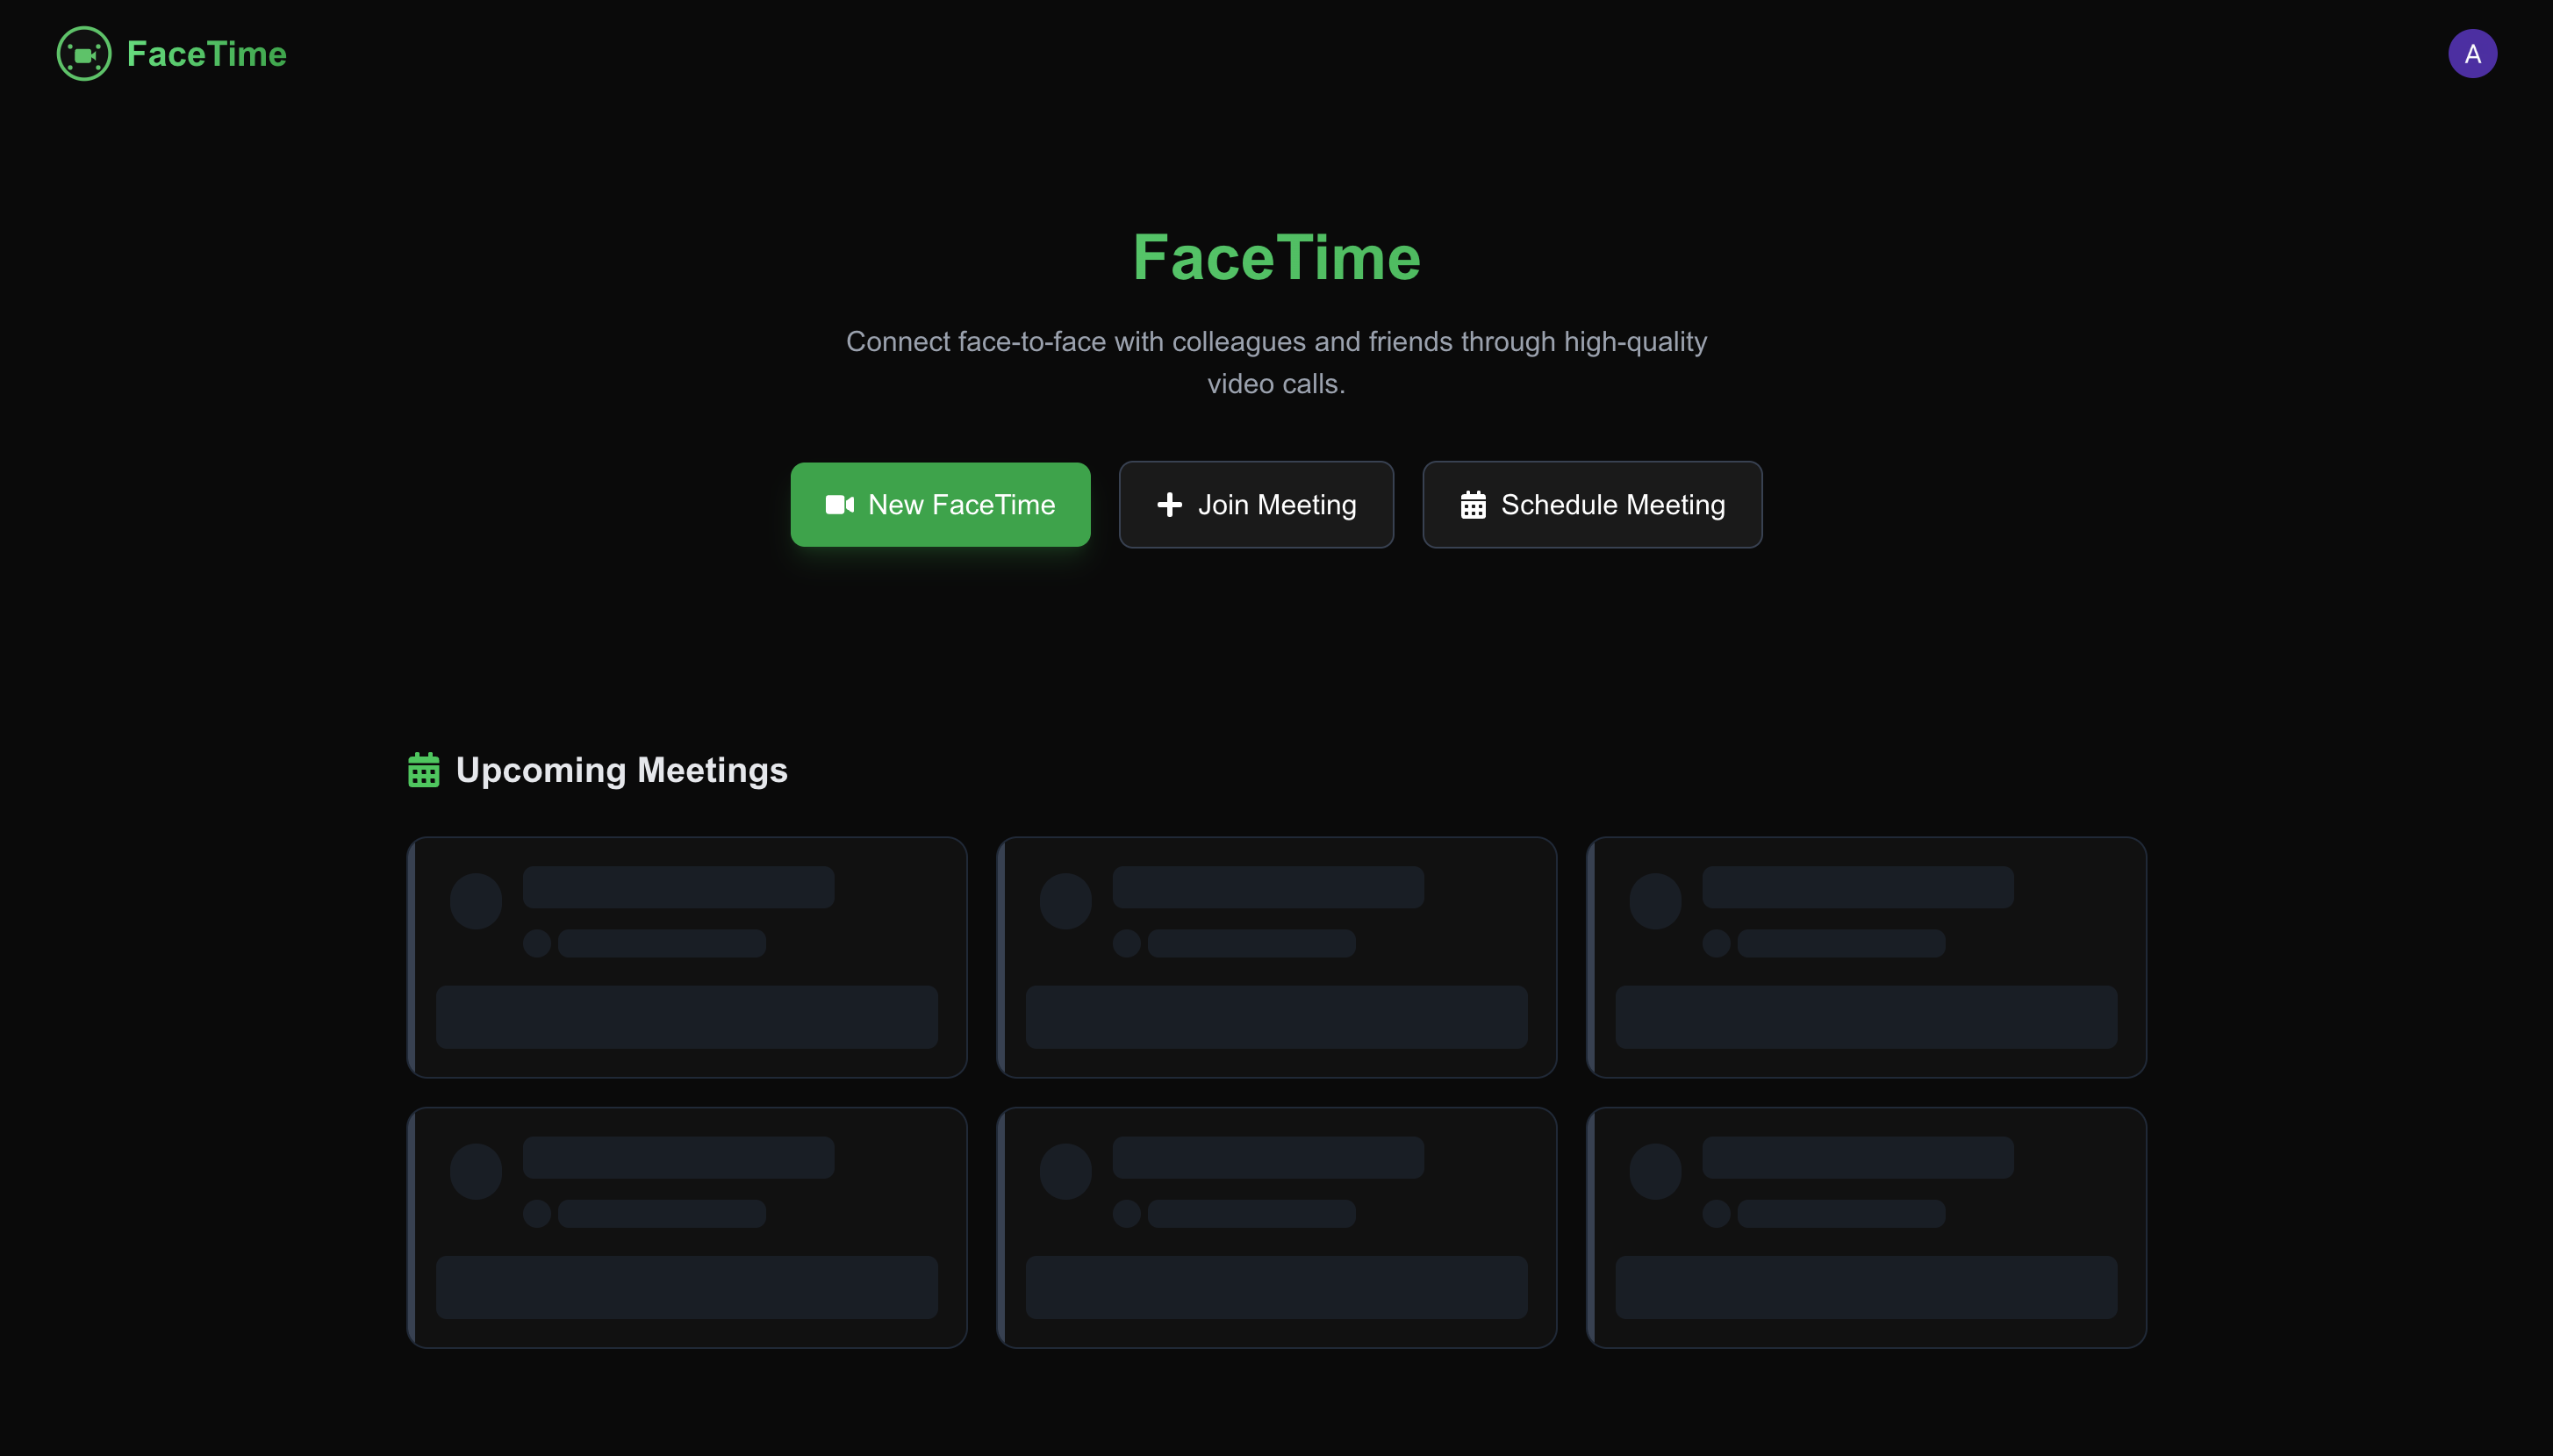 FaceTime
A
FaceTime
Connect face-to-face with colleagues and friends through high-quality
video calls.
New FaceTime
Join Meeting
Schedule Meeting
Upcoming Meetings